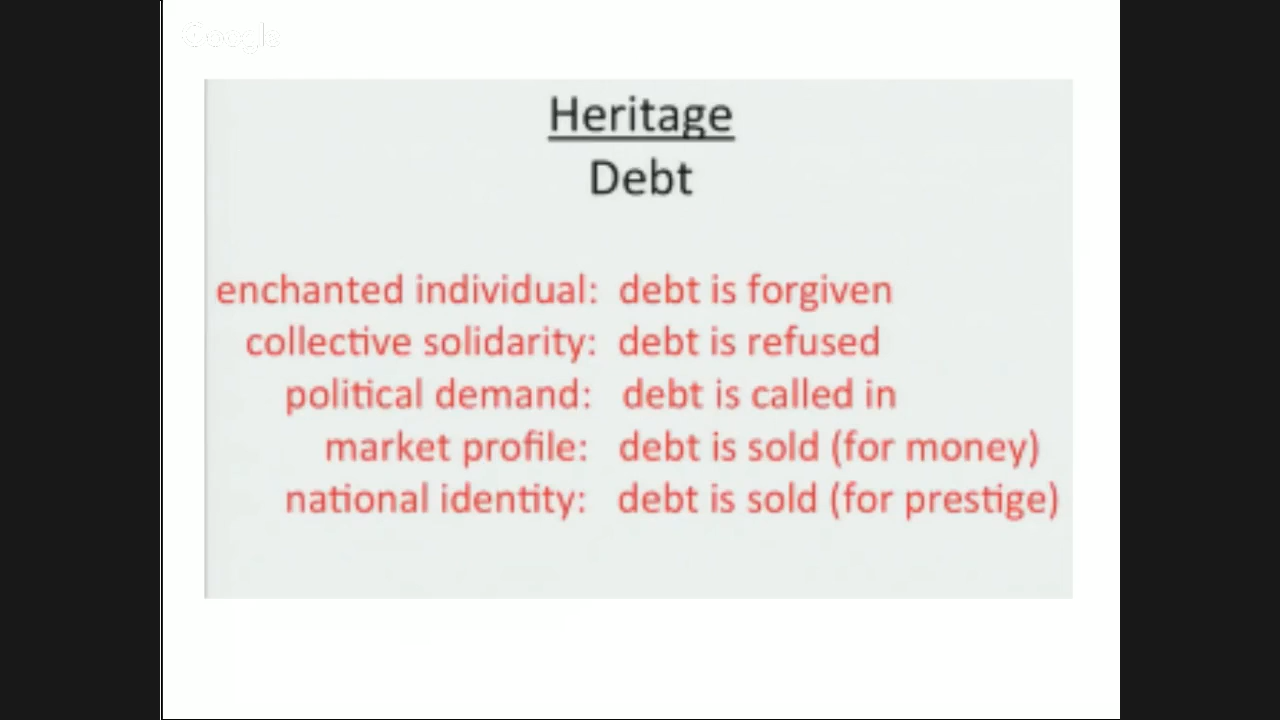 Google
Heritage
Debt
enchanted individual: debt is forgiven
collective solidarity: debt is refused
political demand: debt is called in
market profile: debt is sold (for money)
national identity: debt is sold (for prestige)